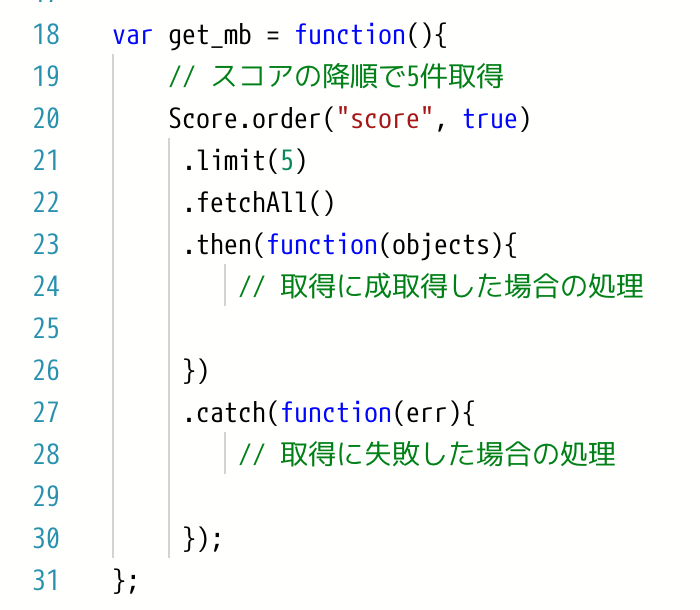 18 var get_mb = function(){
19 // スコアの降順で5件取得
20 Score.order("score", true)
21 .limit(5)
22 .fetchAll()
23 .then(function(objects){
24 // 取得に成取得した場合の処理
25
26 })
27 .catch(function(err){
28 // 取得に失敗した場合の処理
29
30 });
31 };